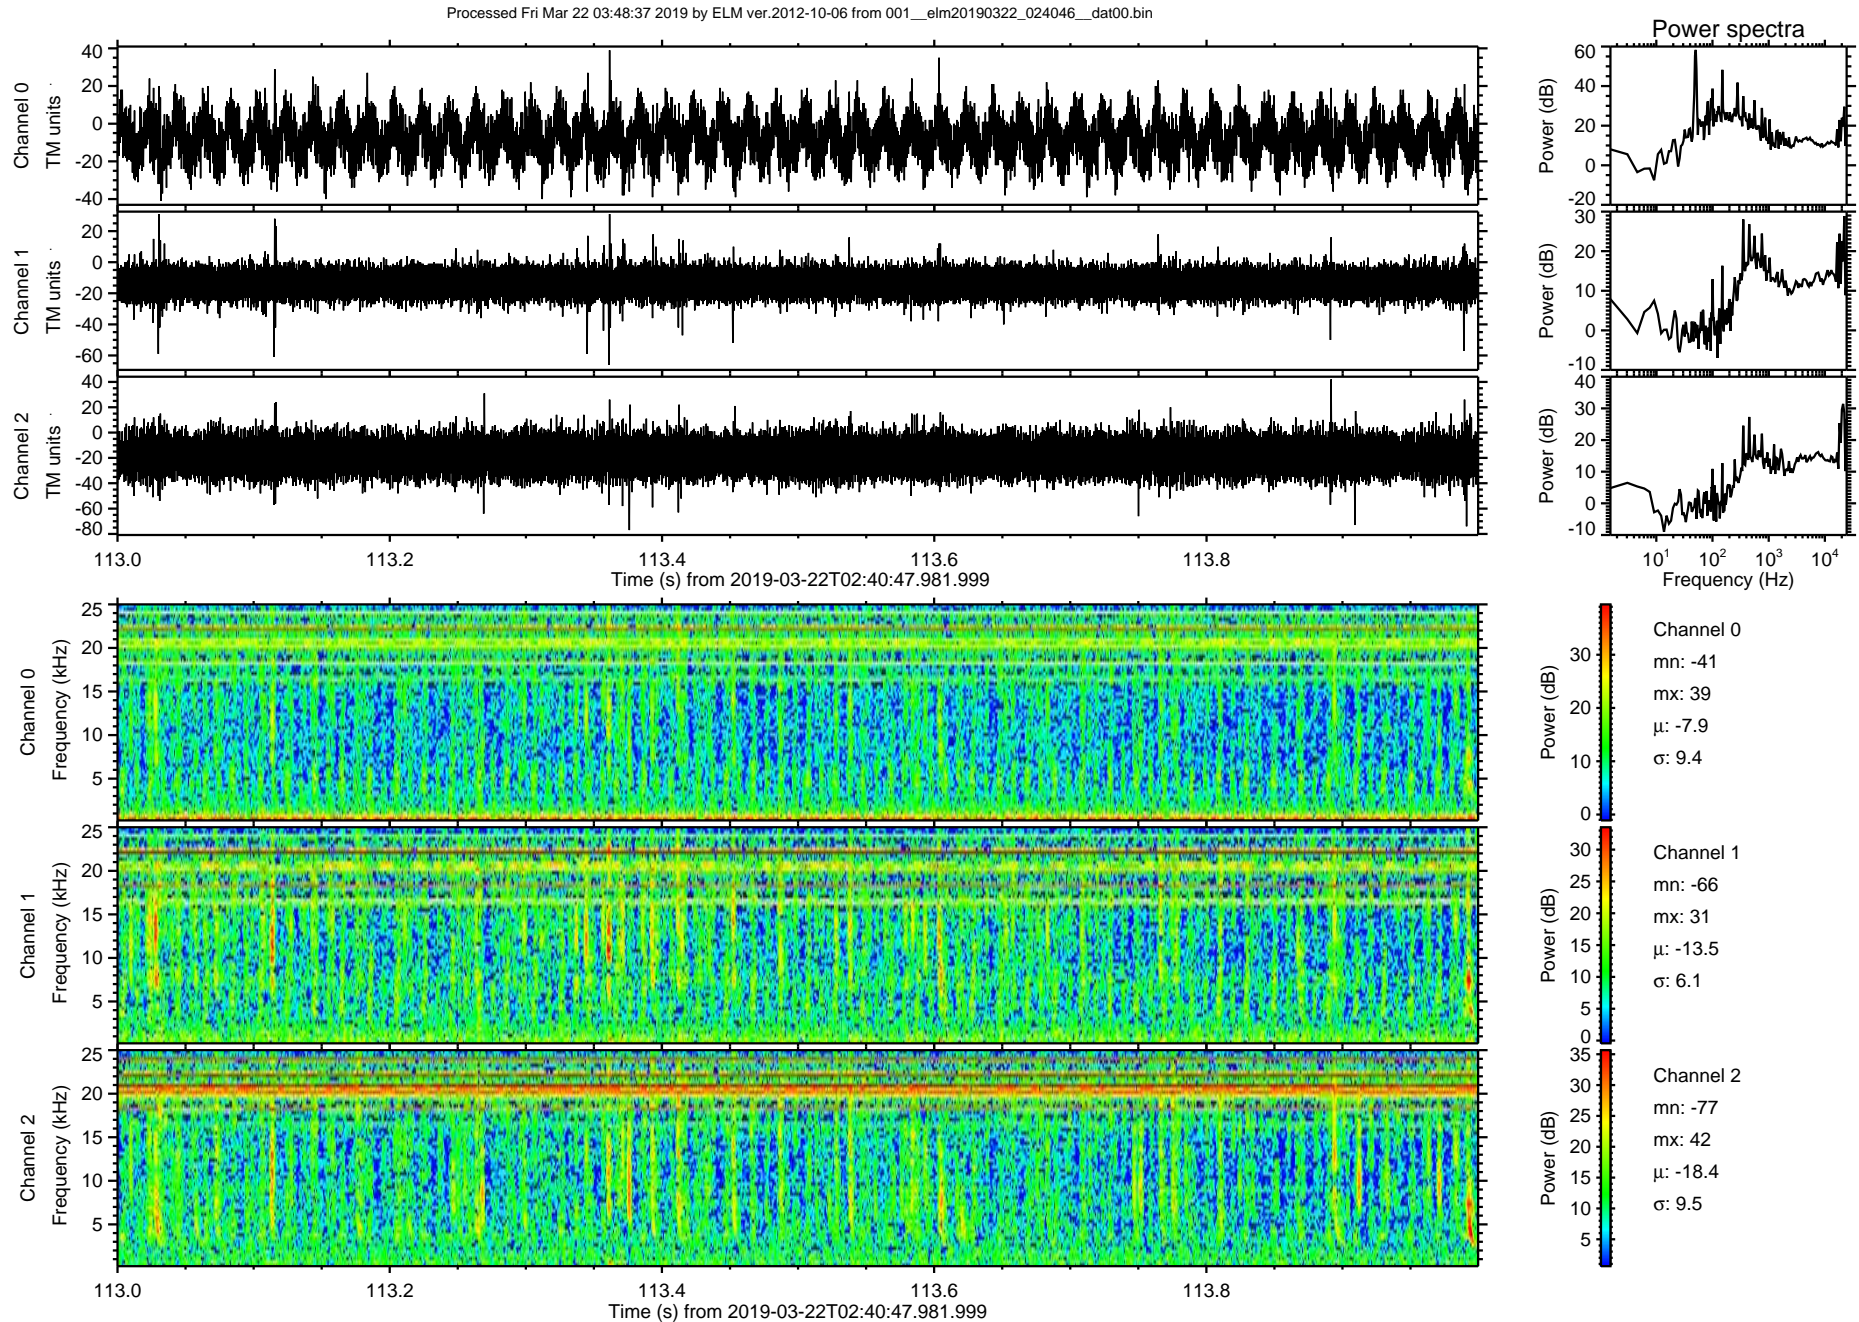 Processed Fri Mar 22 03:48:37 2019 by ELM ver.2012-10-06 from 001__elm20190322_024046__dat00.bin
Power spectra
Channel 0
TM units
40
20
0
-20
-40
Power (dB)
60
40
20
0
-20
Channel 1
TM units
20
0
-20
-40
-60
Power (dB)
30
20
10
0
-10
Channel 2
TM units
40
20
0
-20
-40
-60
-80
Power (dB)
40
30
20
10
0
-10
113.0 113.2 113.4 113.6 113.8
Time (s) from 2019-03-22T02:40:47.981.999
10^1 10^2 10^3 10^4
Frequency (Hz)
Channel 0
Frequency (kHz)
25
20
15
10
5
Power (dB)
30
20
10
0
Channel 0
mn: -41
mx: 39
μ: -7.9
σ: 9.4
Channel 1
Frequency (kHz)
25
20
15
10
5
Power (dB)
30
25
20
15
10
5
0
Channel 1
mn: -66
mx: 31
μ: -13.5
σ: 6.1
Channel 2
Frequency (kHz)
25
20
15
10
5
Power (dB)
35
30
25
20
15
10
5
Channel 2
mn: -77
mx: 42
μ: -18.4
σ: 9.5
113.0 113.2 113.4 113.6 113.8
Time (s) from 2019-03-22T02:40:47.981.999